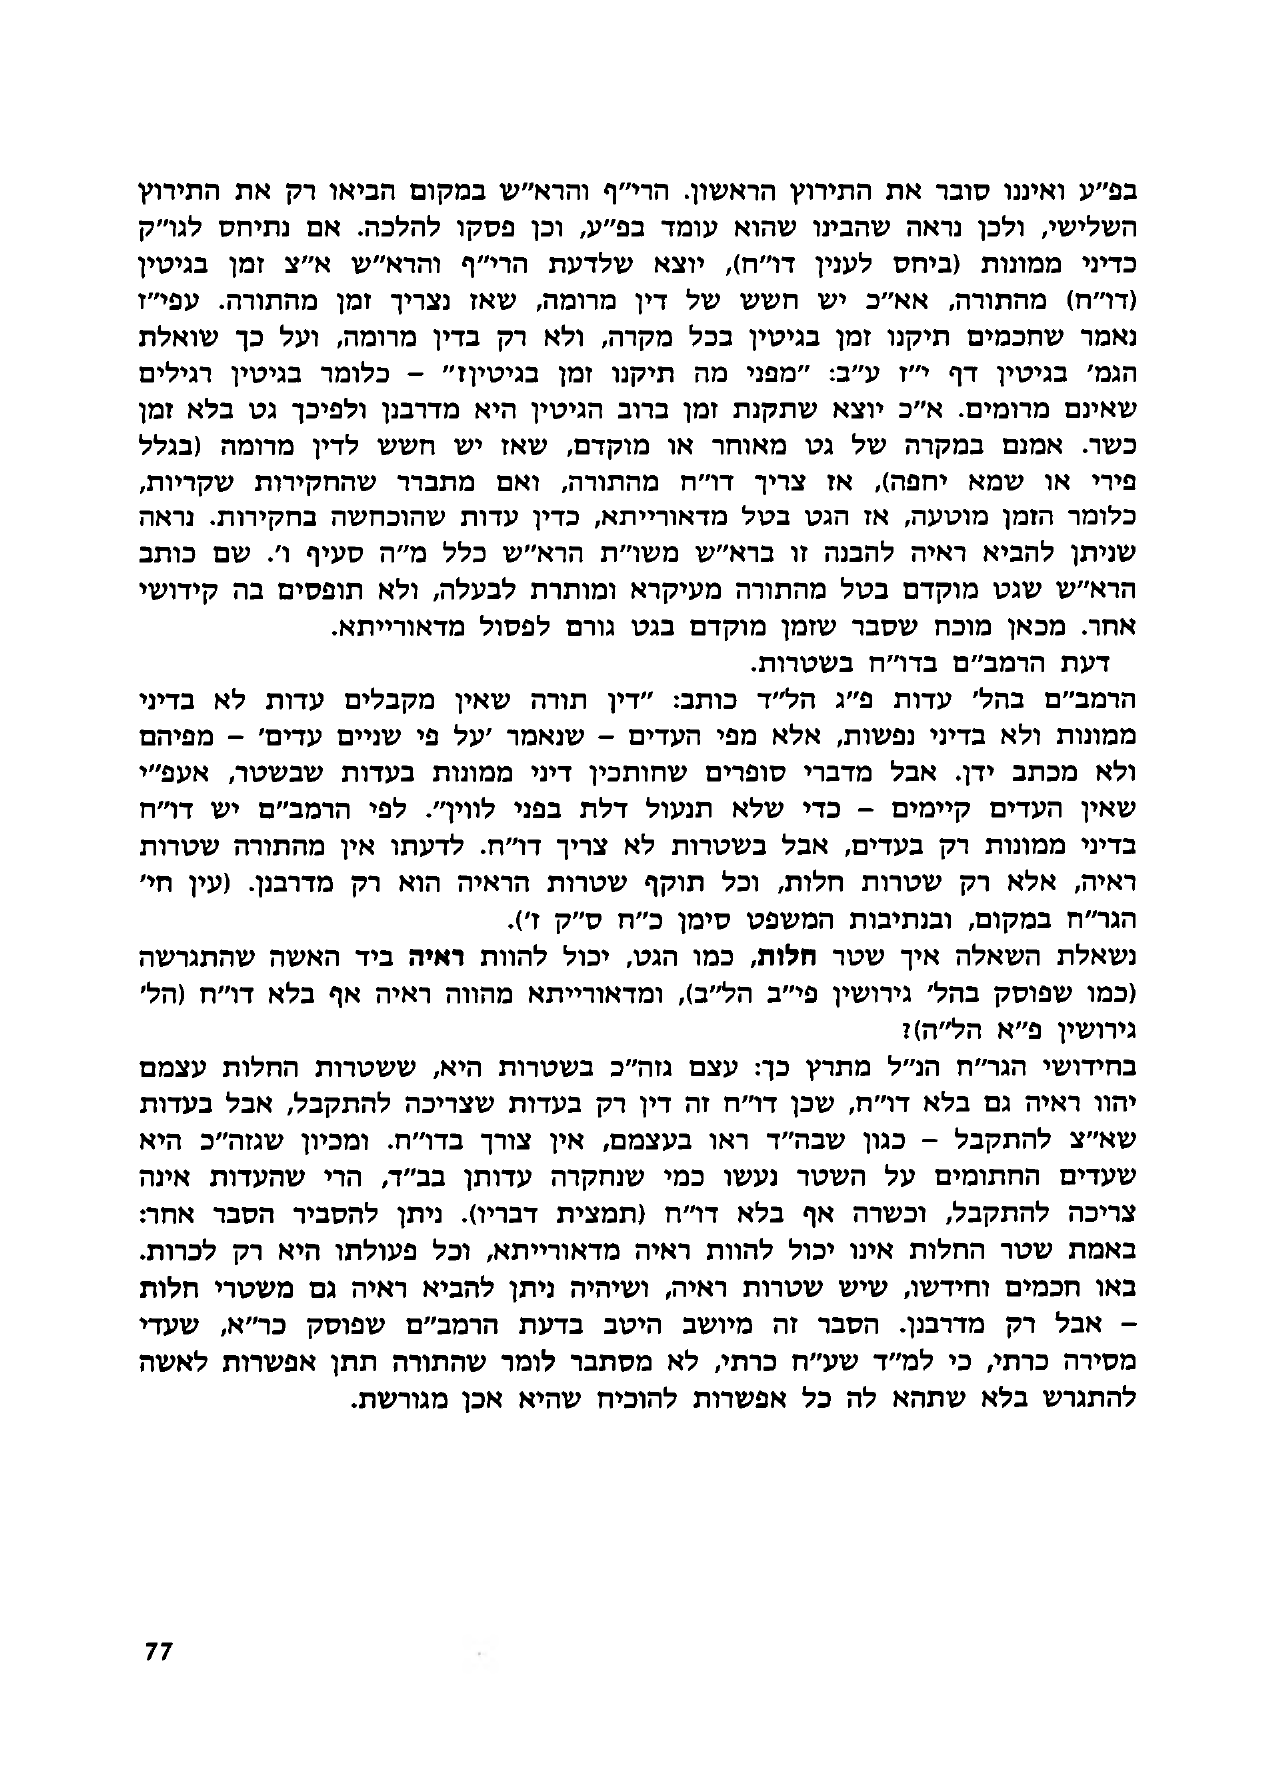 בפ״ע ואיננו סובר את התירוץ הראשון. הרי״ף והרא״ש במקום הביאו רק את התירוץ
השלישי, ולכן נראה שהבינו שהוא עומד בפ״ע, וכן פסקו להלכה. אם נתיחס לגו״ק
כדיני ממונות (ביחס לענין דו״ח), יוצא שלדעת הרי״ף והרא״ש א״צ זמן בגיטין
(דו״ח) מהתורה, אא״כ יש חשש של דין מרומה, שאז נצריך זמן מהתורה. עפי״ז
נאמר שחכמים תיקנו זמן בגיטין בכל מקרה, ולא רק בדין מרומה, ועל כך שואלת
הגמ׳ בגיטין דף י״ז ע״ב: ״מפני מה תיקנו זמן בגיטין?״ – כלומר בגיטין רגילים
שאינם מרומים. א״כ יוצא שתקנת זמן ברוב הגיטין היא מדרבנן ולפיכך גט בלא זמן
כשר. אמנם במקרה של גט מאוחר או מוקדם, שאז יש חשש לדין מרומה (בגלל
פירי או שמא יחפה), אז צריך דו״ח מהתורה, ואם מתברר שהחקירות שקריות,
כלומר הזמן מוטעה, אז הגט בטל מדאורייתא, כדין עדות שהוכחשה בחקירות. נראה
שניתן להביא ראיה להבנה זו ברא״ש משו״ת הרא״ש כלל מ״ה סעיף ו׳. שם כותב
הרא״ש שגט מוקדם בטל מהתורה מעיקרא ומותרת לבעלה, ולא תופסים בה קידושי
אחר. מכאן מוכח שסבר שזמן מוקדם בגט גורם לפסול מדאורייתא.
דעת הרמב״ם בדו״ח בשטרות.
הרמב״ם בהל׳ עדות פ״ג הל״ד כותב: ״דין תורה שאין מקבלים עדות לא בדיני
ממונות ולא בדיני נפשות, אלא מפי העדים – שנאמר ׳על פי שניים עדים׳ – מפיהם
ולא מכתב ידן. אבל מדברי סופרים שחותכין דיני ממונות בעדות שבשטר, אעפ״י
שאין העדים קיימים – כדי שלא תנעול דלת בפני לווין״. לפי הרמב״ם יש דו״ח
בדיני ממונות רק בעדים, אבל בשטרות לא צריך דו״ח. לדעתו אין מהתורה שטרות
ראיה, אלא רק שטרות חלות, וכל תוקף שטרות הראיה הוא רק מדרבנן. (עין חי׳
הגר״ח במקום, ובנתיבות המשפט סימן כ״ח ס״ק ז׳).
נשאלת השאלה איך שטר חלות, כמו הגט, יכול להוות ראיה ביד האשה שהתגרשה
(כמו שפוסק בהל׳ גירושין פי״ב הל״ב), ומדאורייתא מהווה ראיה אף בלא דו״ח (הל׳
גירושין פ״א הל״ה)?
בחידושי הגר״ח הנ״ל מתרץ כך: עצם גזה״כ בשטרות היא, ששטרות החלות עצמם
יהוו ראיה גם בלא דו״ח, שכן דו״ח זה דין רק בעדות שצריכה להתקבל, אבל בעדות
שא״צ להתקבל – כגון שבה״ד ראו בעצמם, אין צורך בדו״ח. ומכיון שגזה״כ היא
שעדים החתומים על השטר נעשו כמי שנחקרה עדותן בב״ד, הרי שהעדות אינה
צריכה להתקבל, וכשרה אף בלא דו״ח (תמצית דבריו). ניתן להסביר הסבר אחר:
באמת שטר החלות אינו יכול להוות ראיה מדאורייתא, וכל פעולתו היא רק לכרות.
באו חכמים וחידשו, שיש שטרות ראיה, ושיהיה ניתן להביא ראיה גם משטרי חלות
– אבל רק מדרבנן. הסבר זה מיושב היטב בדעת הרמב״ם שפוסק כר״א, שעדי
מסירה כרתי, כי למ״ד שע״ח כרתי, לא מסתבר לומר שהתורה תתן אפשרות לאשה
להתגרש בלא שתהא לה כל אפשרות להוכיח שהיא אכן מגורשת.
77